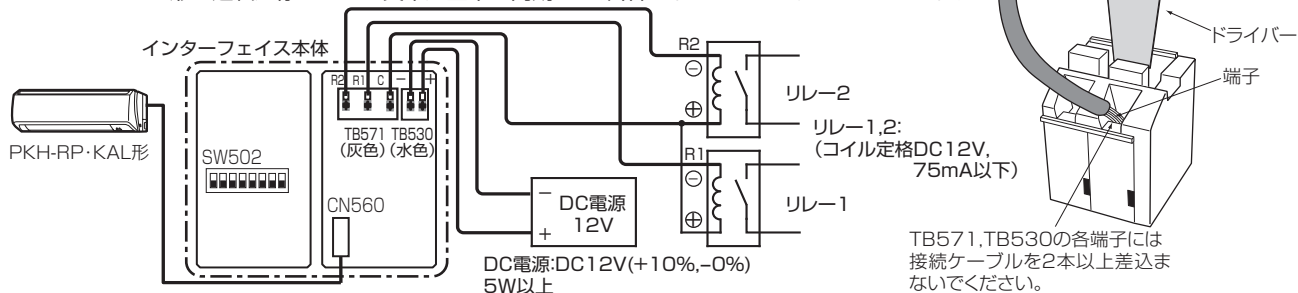 インターフェイス本体
R2 R1 C − +
TB571 TB530
(灰色)(水色)
PKH-RP・KAL形
SW502
CN560
−
+
DC電源
12V
DC電源:DC12V(+10%,−0%)
5W以上
R2
⊖
⊕
リレー2
リレー1,2:
(コイル定格DC12V,
75mA以下)
R1
⊖
⊕
リレー1
ドライバー
端子
TB571,TB530の各端子には
接続ケーブルを2本以上差込ま
ないでください。